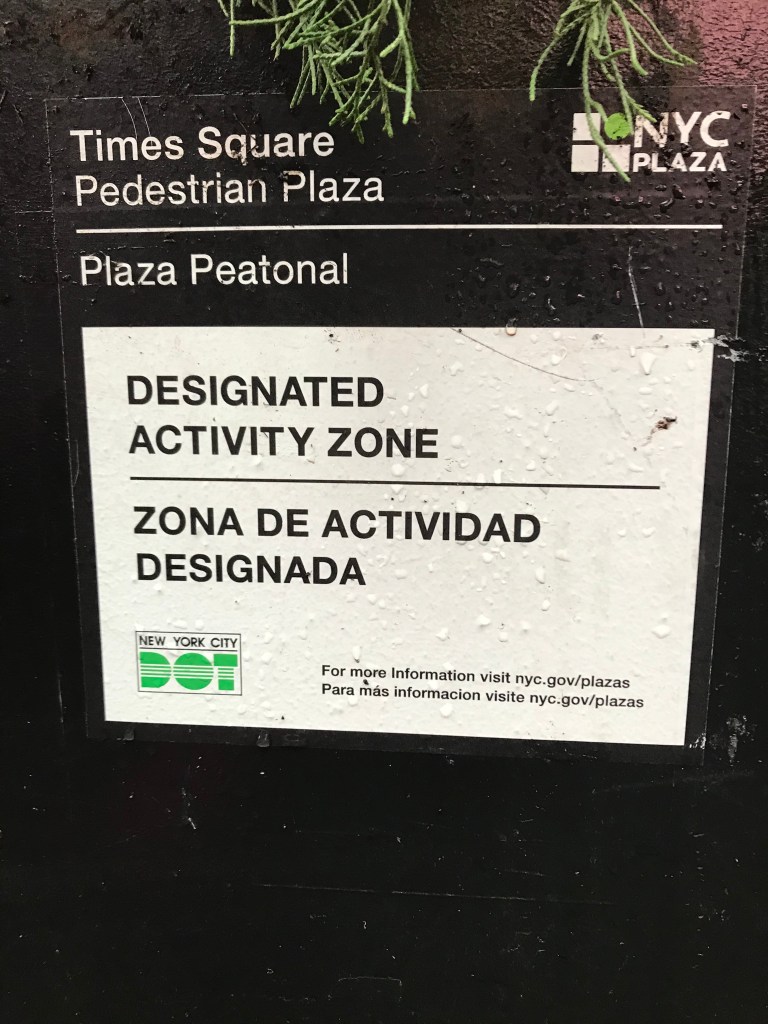 Times Square
Pedestrian Plaza
NYC
PLAZA
Plaza Peatonal
DESIGNATED
ACTIVITY ZONE
ZONA DE ACTIVIDAD
DESIGNADA
NEW YORK CITY
DOT
For more Information visit nyc.gov/plazas
Para más informacion visite nyc.gov/plazas